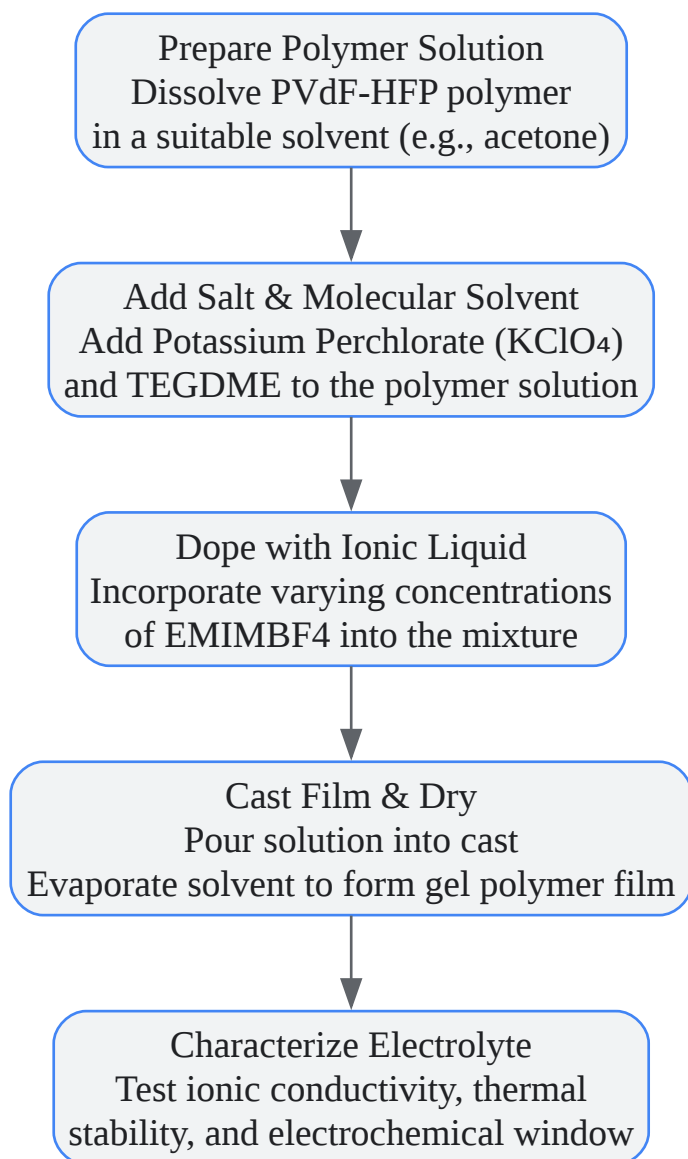 Prepare Polymer Solution
Dissolve PVdF-HFP polymer
in a suitable solvent (e.g., acetone)
Add Salt & Molecular Solvent
Add Potassium Perchlorate (KClO₄)
and TEGDME to the polymer solution
Dope with Ionic Liquid
Incorporate varying concentrations
of EMIMBF4 into the mixture
Cast Film & Dry
Pour solution into cast
Evaporate solvent to form gel polymer film
Characterize Electrolyte
Test ionic conductivity, thermal
stability, and electrochemical window